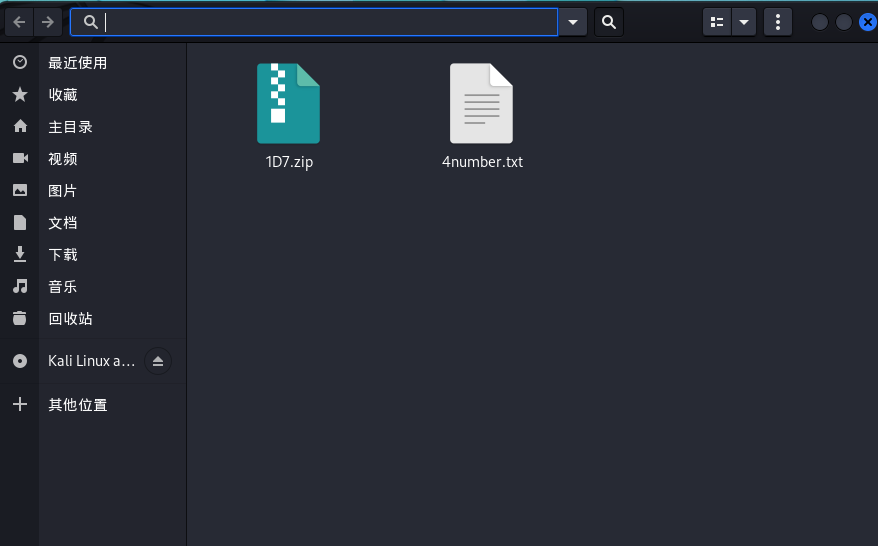 最近使用
收藏
主目录
视频
图片
文档
下载
音乐
回收站
Kali Linux a…
其他位置
1D7.zip
4number.txt